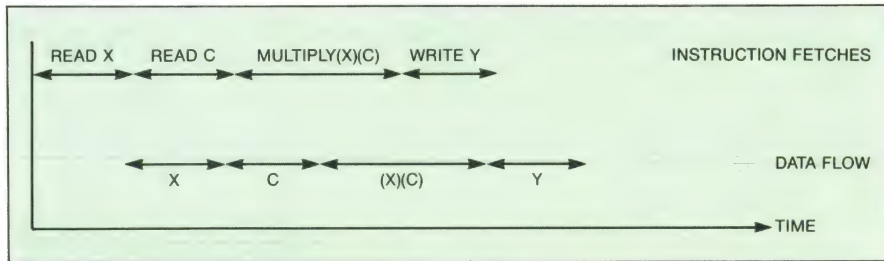 READ X READ C MULTIPLY(X)(C) WRITE Y INSTRUCTION FETCHES
DATA FLOW
X C (X)(C) Y
TIME